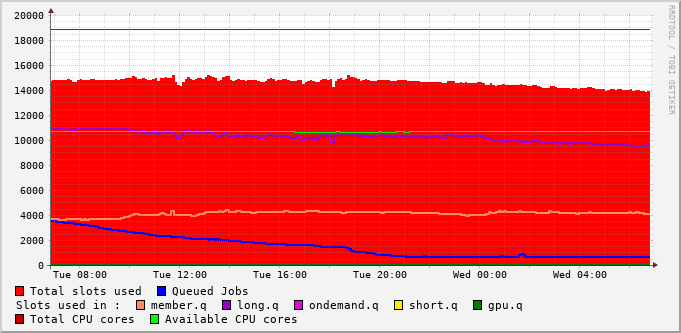 20000
18000
16000
14000
12000
10000
8000
6000
4000
2000
0
Tue 08:00 Tue 12:00 Tue 16:00 Tue 20:00 Wed 00:00 Wed 04:00
Total slots used Queued Jobs
Slots used in : member.q long.q ondemand.q short.q gpu.q
Total CPU cores Available CPU cores
RRDTOOL / TOBI OETIKER